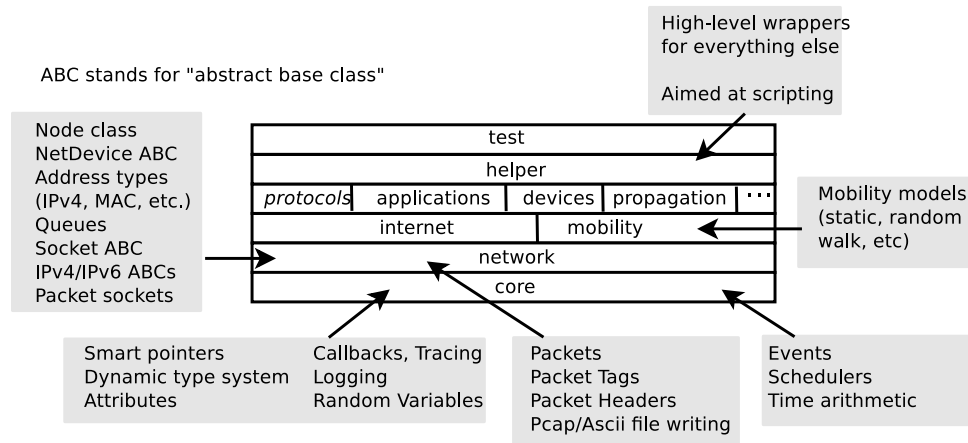 High-level wrappers
for everything else
Aimed at scripting
ABC stands for "abstract base class"
Node class
NetDevice ABC
Address types
(IPv4, MAC, etc.)
Queues
Socket ABC
IPv4/IPv6 ABCs
Packet sockets
test
helper
protocols applications devices propagation ...
internet mobility
network
core
Mobility models
(static, random
walk, etc)
Smart pointers
Dynamic type system
Attributes
Callbacks, Tracing
Logging
Random Variables
Packets
Packet Tags
Packet Headers
Pcap/Ascii file writing
Events
Schedulers
Time arithmetic